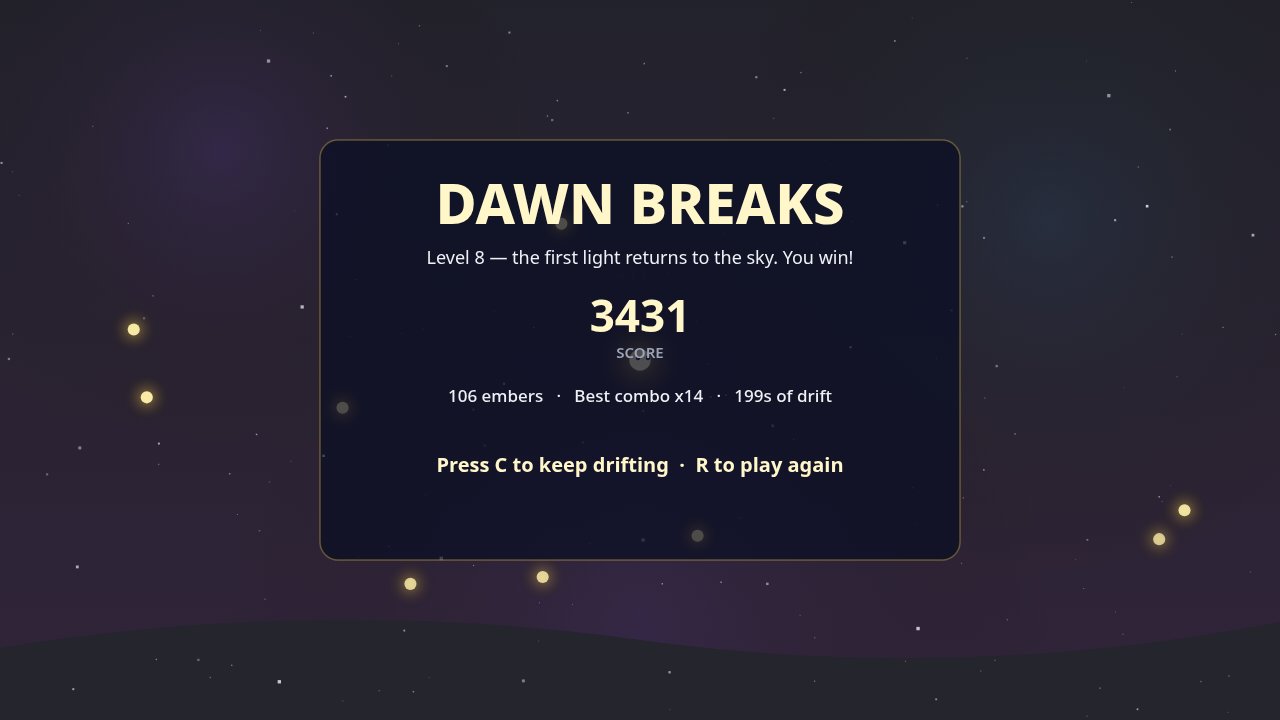 DAWN BREAKS
Level 8 — the first light returns to the sky. You win!
3431
SCORE
106 embers · Best combo x14 · 199s of drift
Press C to keep drifting · R to play again